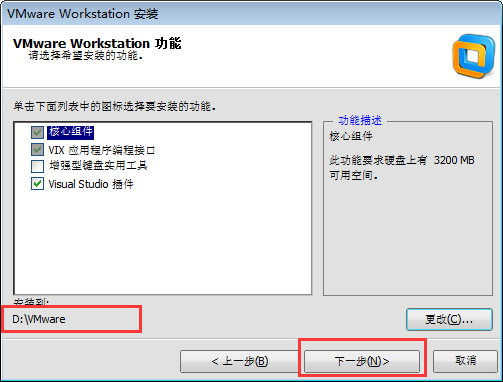 VMware Workstation 安装
VMware Workstation 功能
请选择希望安装的功能。
单击下面列表中的图标选择要安装的功能。
核心组件
VIX 应用程序编程接口
增强型键盘实用工具
Visual Studio 插件
功能描述
核心组件
此功能要求硬盘上有 3200 MB
可用空间。
安装到:
D:\VMware
更改(C)...
< 上一步(B)
下一步(N)>
取消